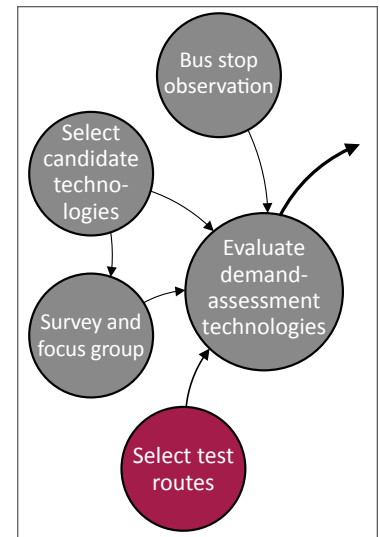 Bus stop
observation
Select
candidate
techno-
logies
Evaluate
demand-
assessment
technologies
Survey and
focus group
Select test
routes